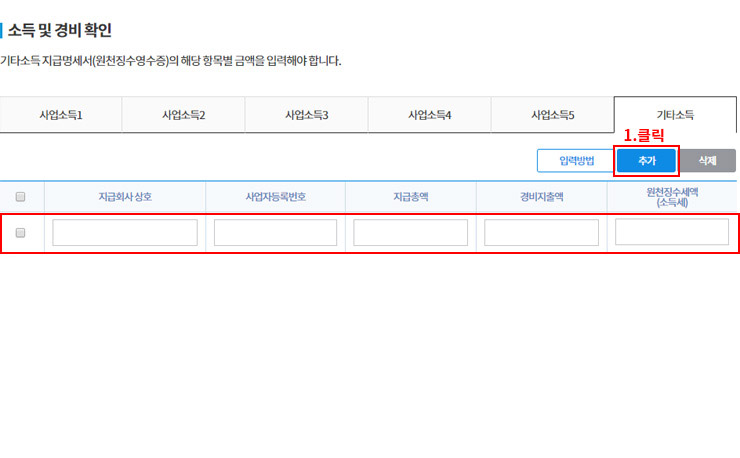 소득 및 경비 확인
기타소득 지급명세서(원천징수영수증)의 해당 항목별 금액을 입력해야 합니다.
사업소득1 사업소득2 사업소득3 사업소득4 사업소득5 기타소득
1.클릭
입력방법 추가 삭제
지급회사 상호 사업자등록번호 지급총액 경비지출액 원천징수세액
(소득세)